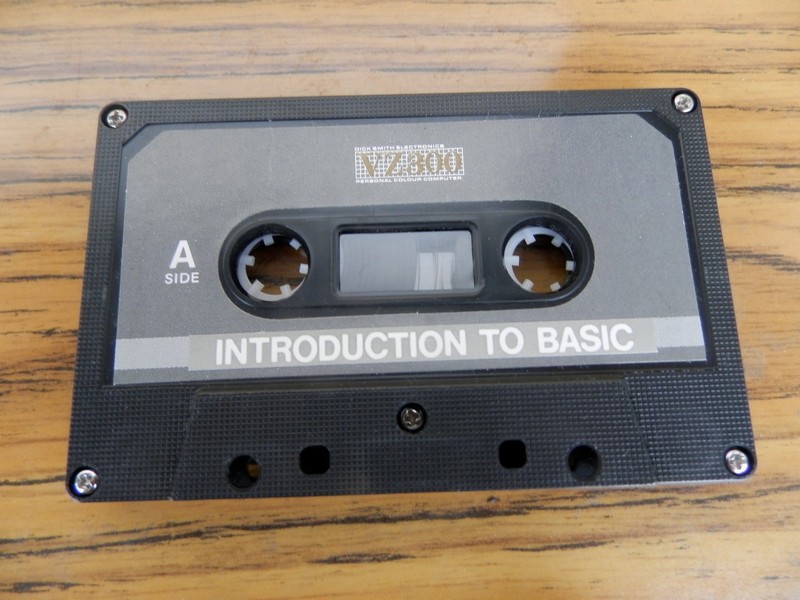 DICK SMITH ELECTRONICS
VZ300
PERSONAL COLOUR COMPUTER
A
SIDE
INTRODUCTION TO BASIC